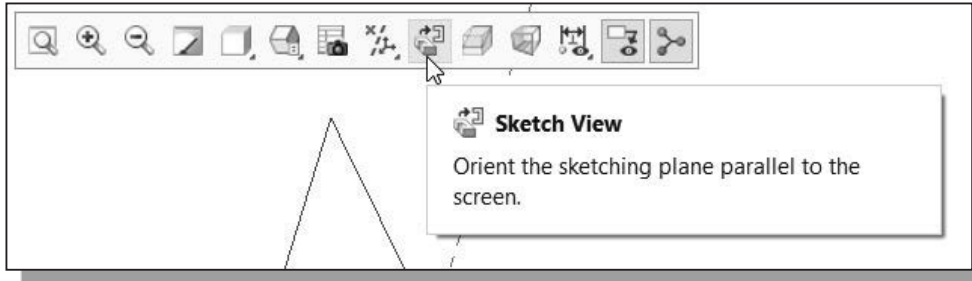 Sketch View
Orient the sketching plane parallel to the
screen.